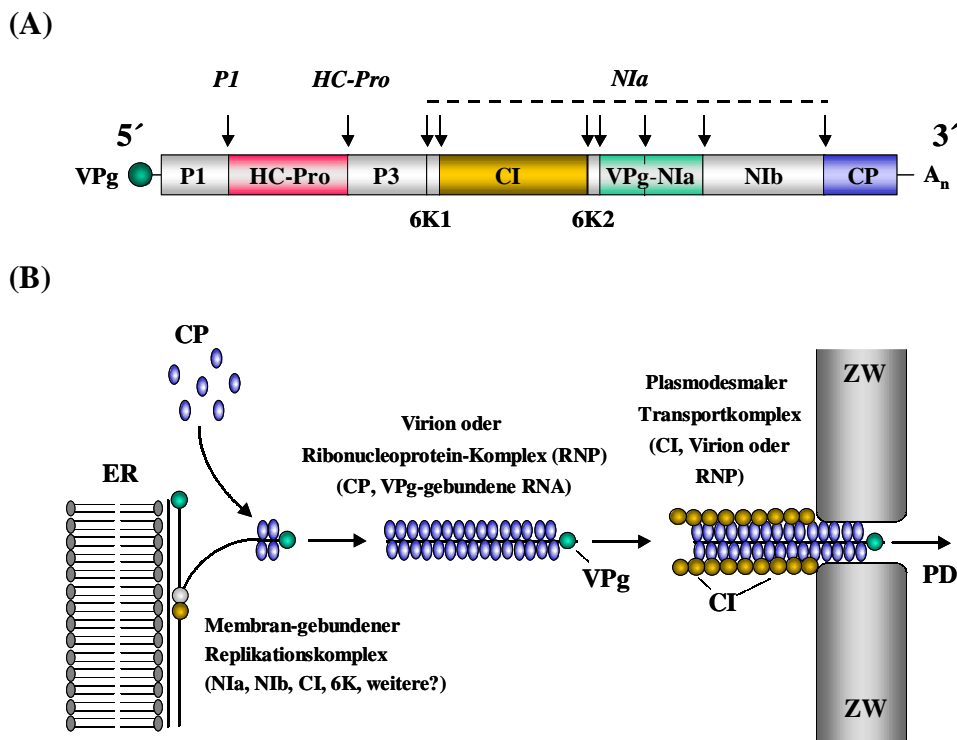 (A)
P1 HC-Pro NIa
5´ 3´
VPg P1 HC-Pro P3 CI VPg-NIa NIb CP An
6K1 6K2
(B)
CP
ER
Virion oder
Ribonucleoprotein-Komplex (RNP)
(CP, VPg-gebundene RNA)
VPg
Plasmodesmaler
Transportkomplex
(CI, Virion oder
RNP)
ZW
CI
PD
Membran-gebundener
Replikationskomplex
(NIa, NIb, CI, 6K, weitere?)
ZW